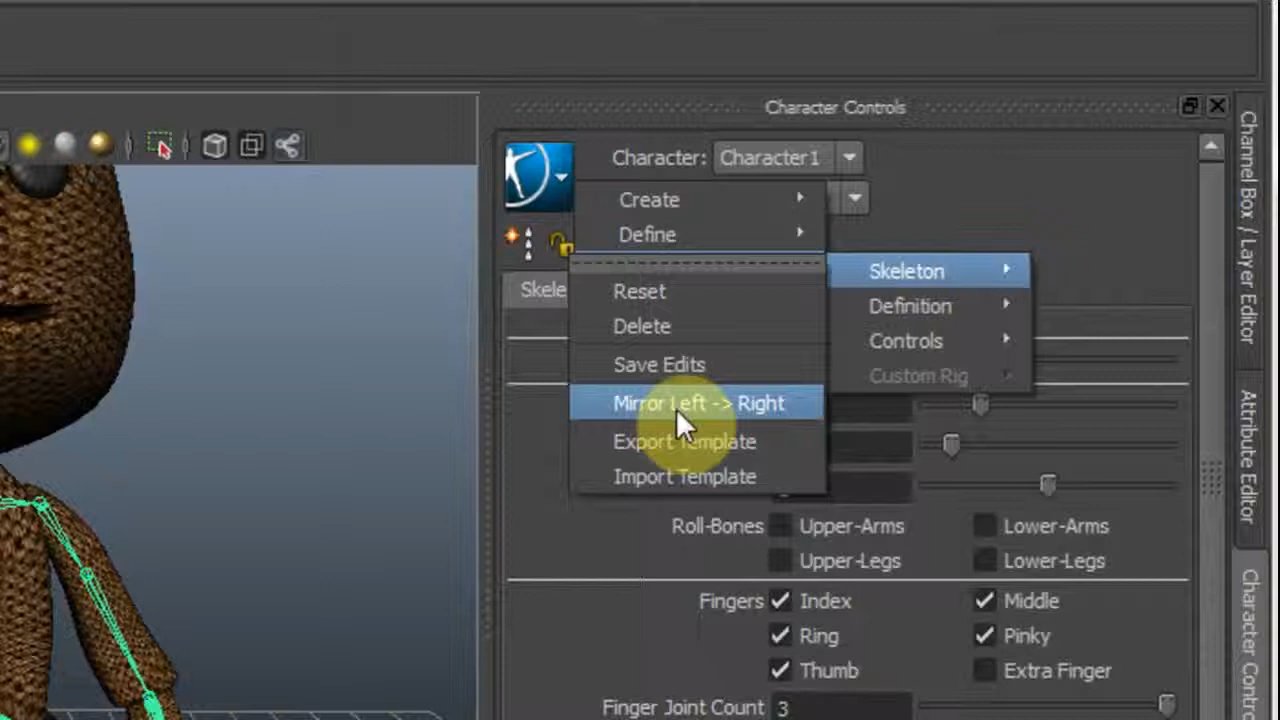 Character Controls
Character: Character1
Create
Define
Skele
Reset
Delete
Save Edits
Mirror Left -> Right
Export Template
Import Template
Skeleton
Definition
Controls
Custom Rig
Roll-Bones Upper-Arms Lower-Arms
Upper-Legs Lower-Legs
Fingers Index Middle
Ring Pinky
Thumb Extra Finger
Finger Joint Count 3
Channel Box / Layer Editor
Attribute Editor
Character Contro